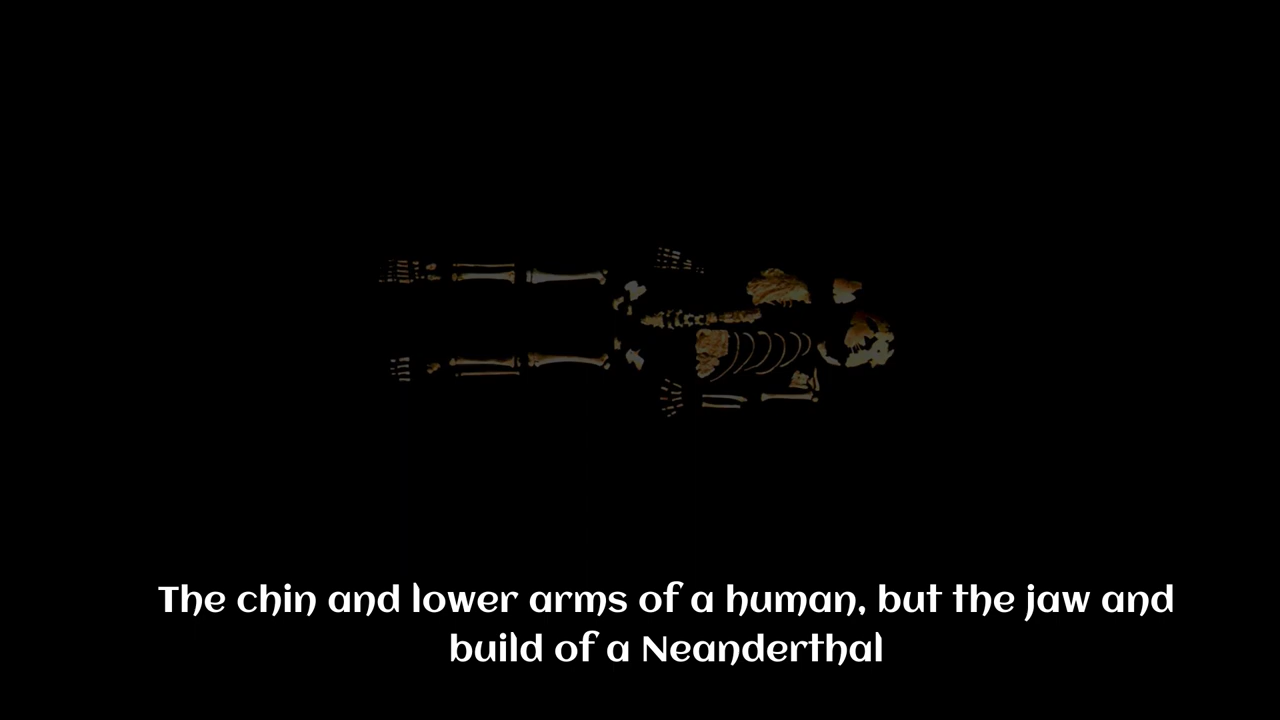 The chin and lower arms of a human, but the jaw and
build of a Neanderthal